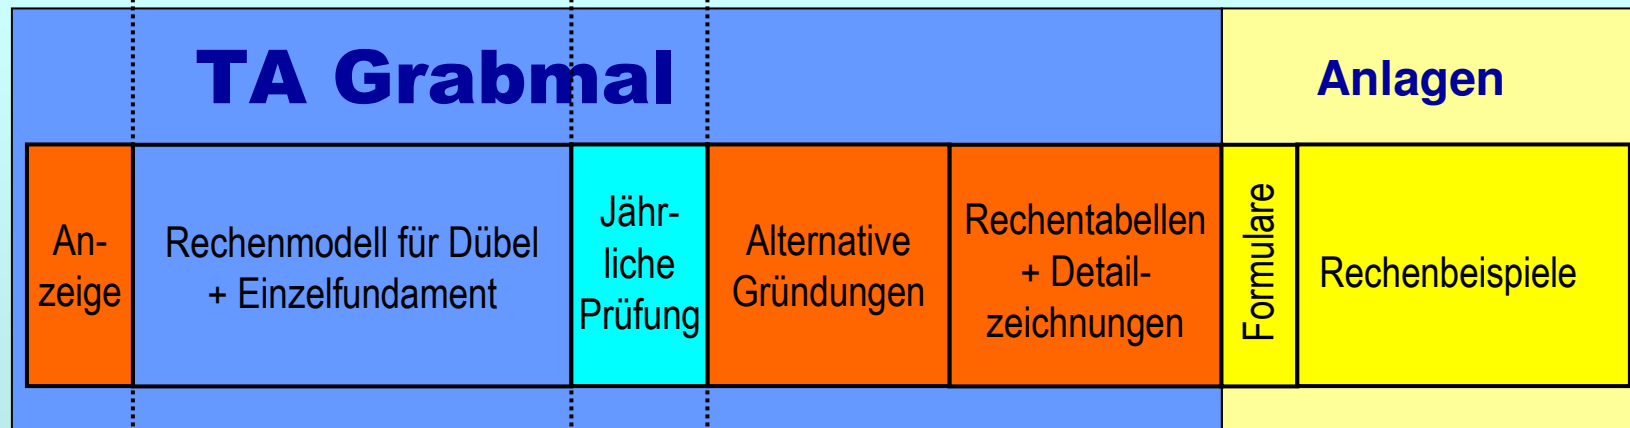 TA Grabmal
Anlagen
An-
zeige
Rechenmodell für Dübel
+ Einzelfundament
Jähr-
liche
Prüfung
Alternative
Gründungen
Rechentabellen
+ Detail-
zeichnungen
Formulare
Rechenbeispiele